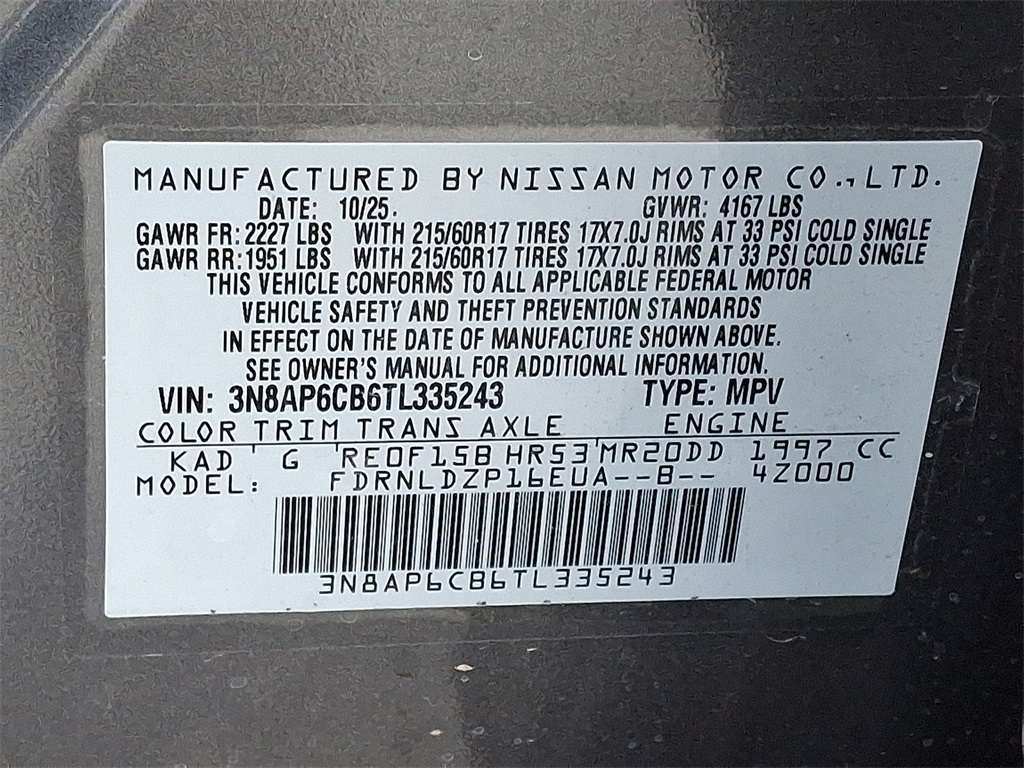 MANUFACTURED BY NISSAN MOTOR CO., LTD.
DATE: 10/25. GVWR: 4167 LBS
GAWR FR: 2227 LBS WITH 215/60R17 TIRES 17X7.0J RIMS AT 33 PSI COLD SINGLE
GAWR RR: 1951 LBS WITH 215/60R17 TIRES 17X7.0J RIMS AT 33 PSI COLD SINGLE
THIS VEHICLE CONFORMS TO ALL APPLICABLE FEDERAL MOTOR
VEHICLE SAFETY AND THEFT PREVENTION STANDARDS
IN EFFECT ON THE DATE OF MANUFACTURE SHOWN ABOVE.
SEE OWNER'S MANUAL FOR ADDITIONAL INFORMATION.
VIN: 3N8AP6CB6TL335243 TYPE: MPV
COLOR TRIM TRANS AXLE ENGINE
KAD ' G ' RE0F15B HR53 ' MR20DD 1997 CC
MODEL: FDRNLDZP16EUA--B-- 4Z000
3N8AP6CB6TL335243